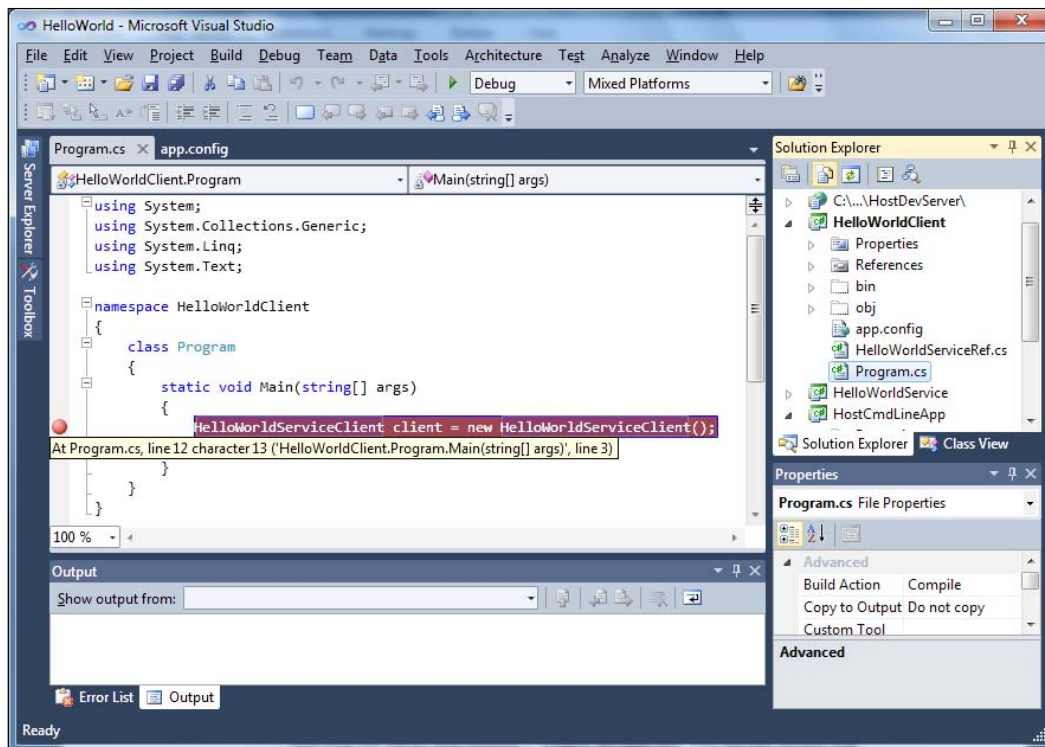 HelloWorld - Microsoft Visual Studio
File Edit View Project Build Debug Team Data Tools Architecture Test Analyze Window Help
Debug Mixed Platforms
Server Explorer
Toolbox
Program.cs app.config
HelloWorldClient.Program Main(string[] args)
using System;
using System.Collections.Generic;
using System.Linq;
using System.Text;
namespace HelloWorldClient
{
class Program
{
static void Main(string[] args)
{
HelloWorldServiceClient client = new HelloWorldServiceClient();
At Program.cs, line 12 character 13 ('HelloWorldClient.Program.Main(string[] args)', line 3)
}
}
}
100 %
Output
Show output from:
Error List Output
Ready
Solution Explorer
C:\...\HostDevServer\
HelloWorldClient
Properties
References
bin
obj
app.config
HelloWorldServiceRef.cs
Program.cs
HelloWorldService
HostCmdLineApp
Solution Explorer Class View
Properties
Program.cs File Properties
Advanced
Build Action Compile
Copy to Output Do not copy
Custom Tool
Advanced